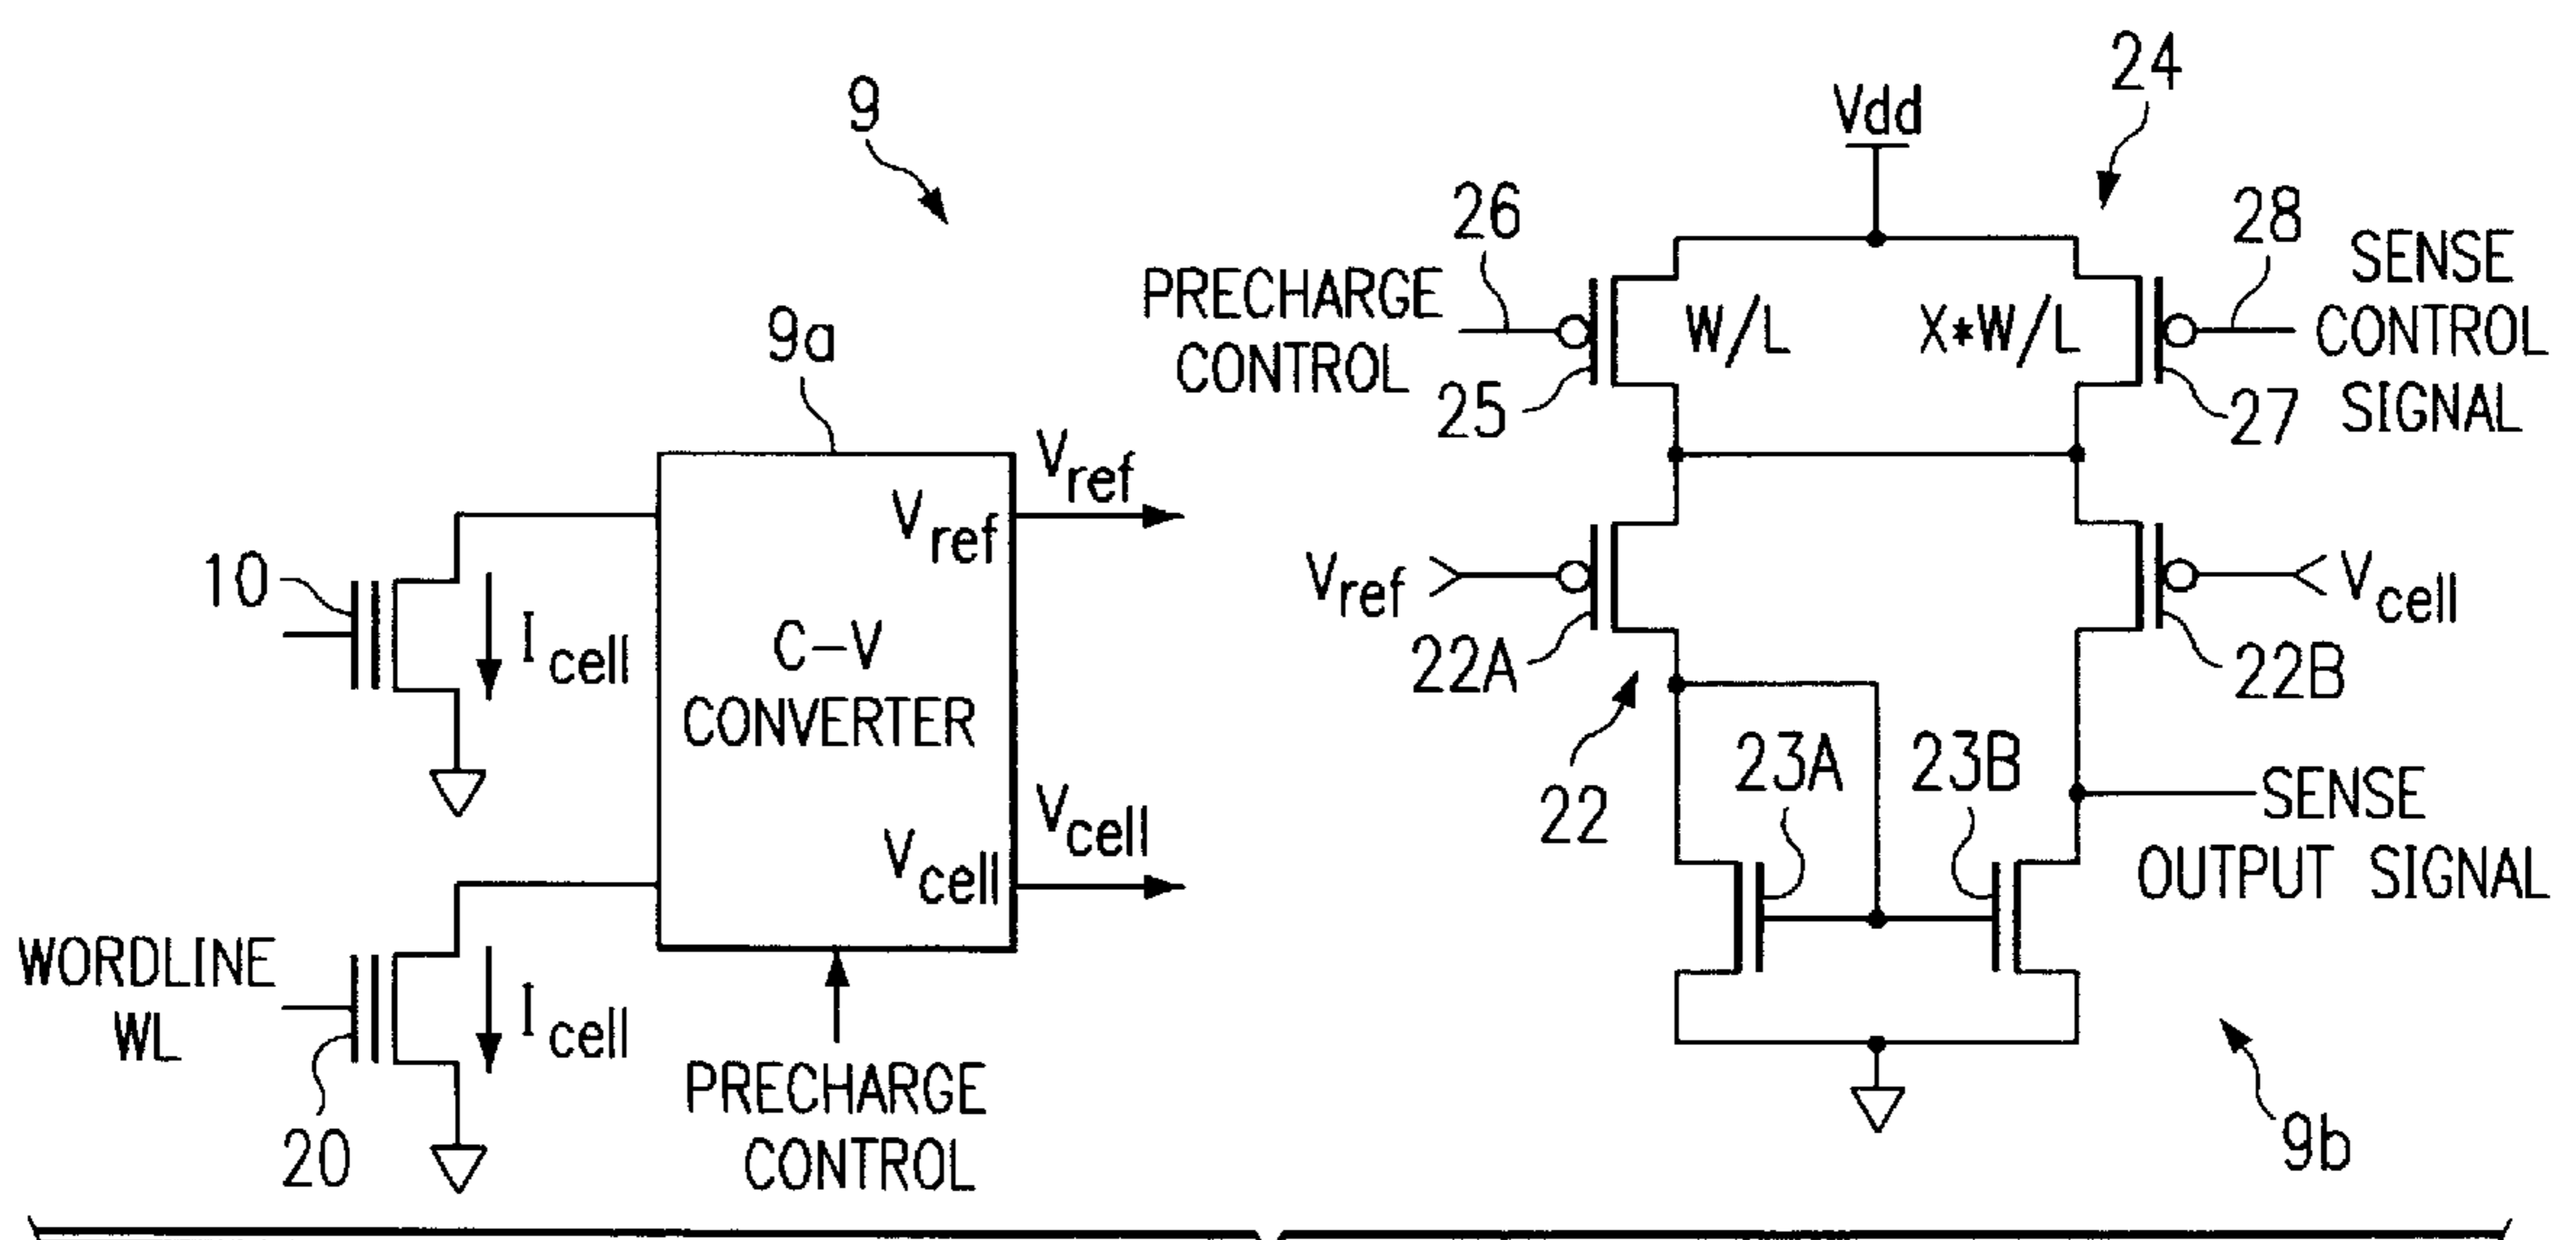 9
9a
Vref
Vref
C-V
CONVERTER
10
Icell
Vcell
Vcell
WORDLINE
WL
Icell
20
PRECHARGE
CONTROL
24
Vdd
26
28
PRECHARGE
CONTROL
SENSE
CONTROL
SIGNAL
W/L
X*W/L
25
27
Vref
Vcell
22A
22B
22
23A
23B
SENSE
OUTPUT SIGNAL
9b